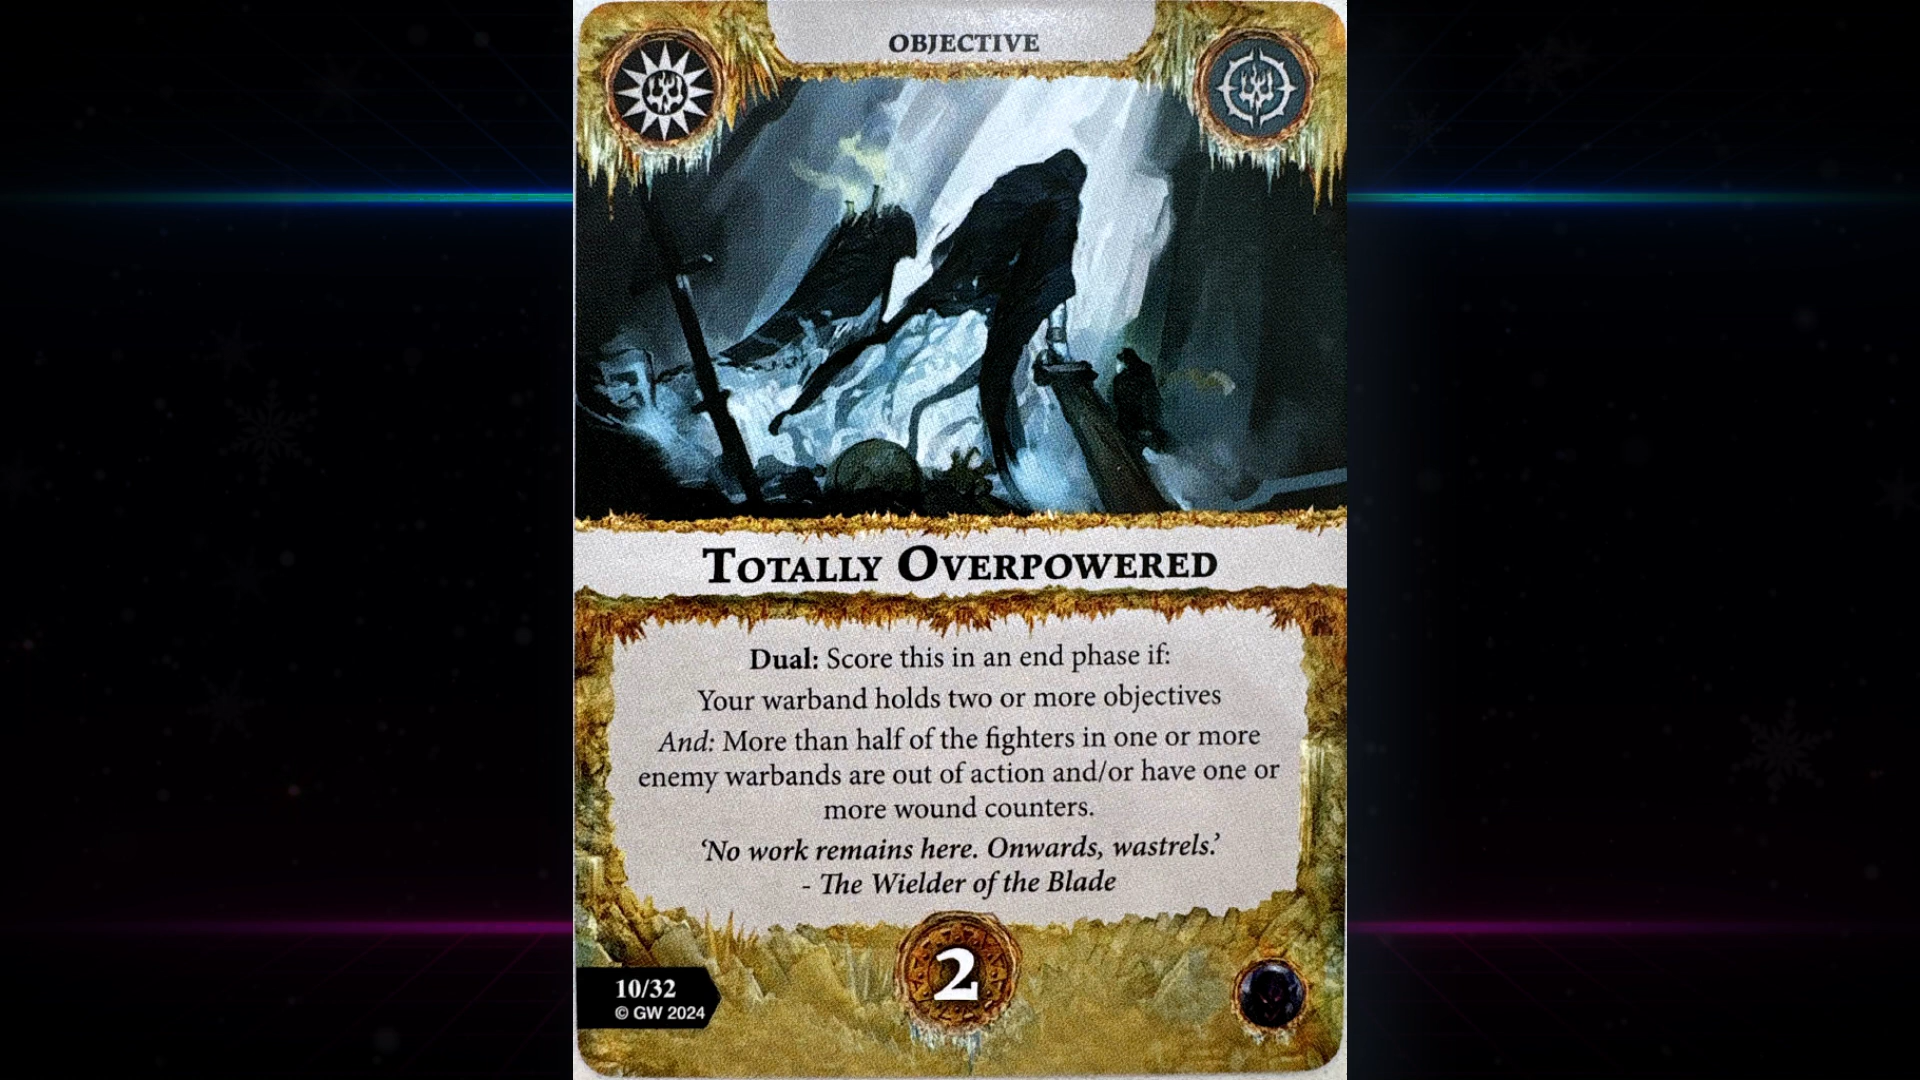 OBJECTIVE
TOTALLY OVERPOWERED
Dual: Score this in an end phase if:
Your warband holds two or more objectives
And: More than half of the fighters in one or more
enemy warbands are out of action and/or have one or
more wound counters.
‘No work remains here. Onwards, wastrels.’
- The Wielder of the Blade
2
10/32
© GW 2024